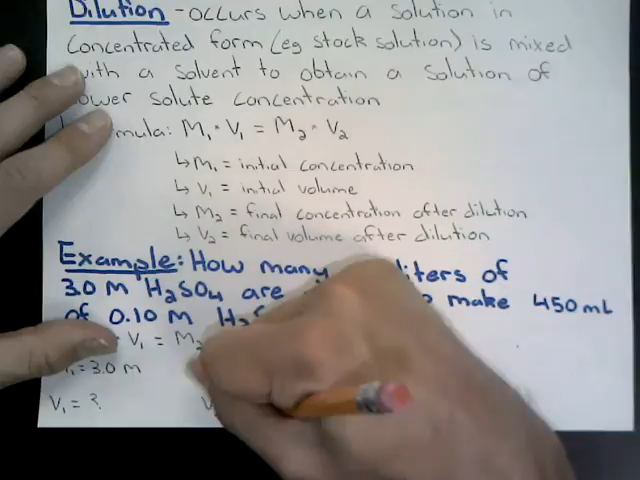 Dilution - occurs when a solution in
concentrated form (eg stock solution) is mixed
with a solvent to obtain a solution of
lower solute concentration
mula: M₁ · V₁ = M₂ · V₂
↳ M₁ = initial concentration
↳ V₁ = initial volume
↳ M₂ = final concentration after dilution
↳ V₂ = final volume after dilution
Example: How many liters of
3.0 M H₂SO₄ are make 450 mL
of 0.10 M H₂S
· V₁ = M₂
₁ = 3.0 M
V₁ = ?